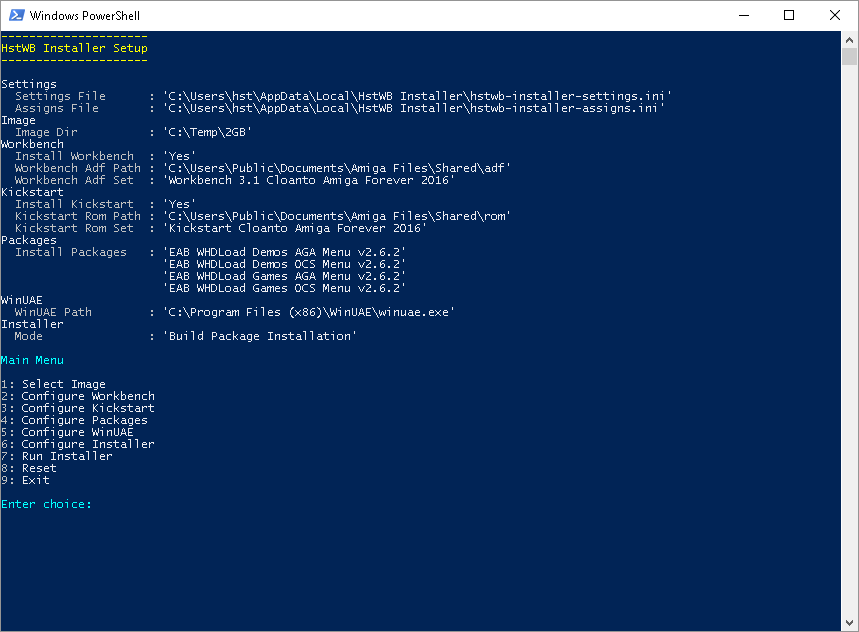 Windows PowerShell
---------------------
HstWB Installer Setup
---------------------
Settings
  Settings File      : 'C:\Users\hst\AppData\Local\HstWB Installer\hstwb-installer-settings.ini'
  Assigns File       : 'C:\Users\hst\AppData\Local\HstWB Installer\hstwb-installer-assigns.ini'
Image
  Image Dir          : 'C:\Temp\2GB'
Workbench
  Install Workbench  : 'Yes'
  Workbench Adf Path : 'C:\Users\Public\Documents\Amiga Files\Shared\adf'
  Workbench Adf Set  : 'Workbench 3.1 Cloanto Amiga Forever 2016'
Kickstart
  Install Kickstart  : 'Yes'
  Kickstart Rom Path : 'C:\Users\Public\Documents\Amiga Files\Shared\rom'
  Kickstart Rom Set  : 'Kickstart Cloanto Amiga Forever 2016'
Packages
  Install Packages   : 'EAB WHDLoad Demos AGA Menu v2.6.2'
                       'EAB WHDLoad Demos OCS Menu v2.6.2'
                       'EAB WHDLoad Games AGA Menu v2.6.2'
                       'EAB WHDLoad Games OCS Menu v2.6.2'
WinUAE
  WinUAE Path        : 'C:\Program Files (x86)\WinUAE\winuae.exe'
Installer
  Mode               : 'Build Package Installation'
Main Menu
1: Select Image
2: Configure Workbench
3: Configure Kickstart
4: Configure Packages
5: Configure WinUAE
6: Configure Installer
7: Run Installer
8: Reset
9: Exit
Enter choice: